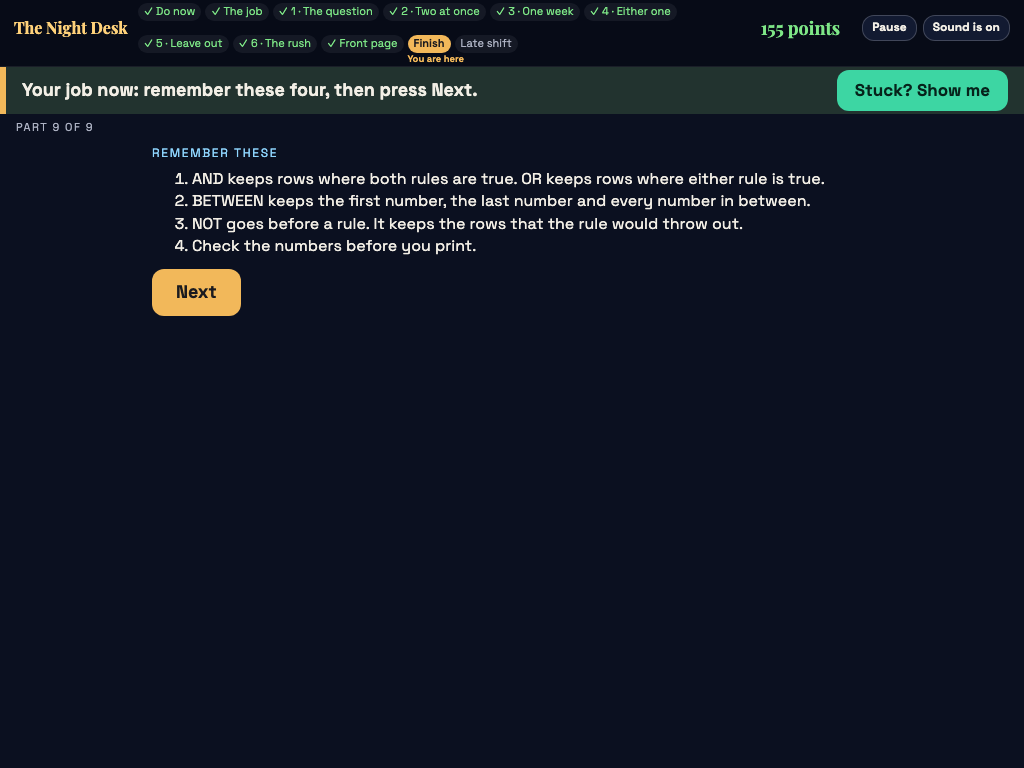 The Night Desk
✓ Do now ✓ The job ✓ 1 · The question ✓ 2 · Two at once ✓ 3 · One week ✓ 4 · Either one
✓ 5 · Leave out ✓ 6 · The rush ✓ Front page Finish Late shift
You are here
155 points
Pause
Sound is on
Your job now: remember these four, then press Next.
Stuck? Show me
PART 9 OF 9
REMEMBER THESE
1. AND keeps rows where both rules are true. OR keeps rows where either rule is true.
2. BETWEEN keeps the first number, the last number and every number in between.
3. NOT goes before a rule. It keeps the rows that the rule would throw out.
4. Check the numbers before you print.
Next